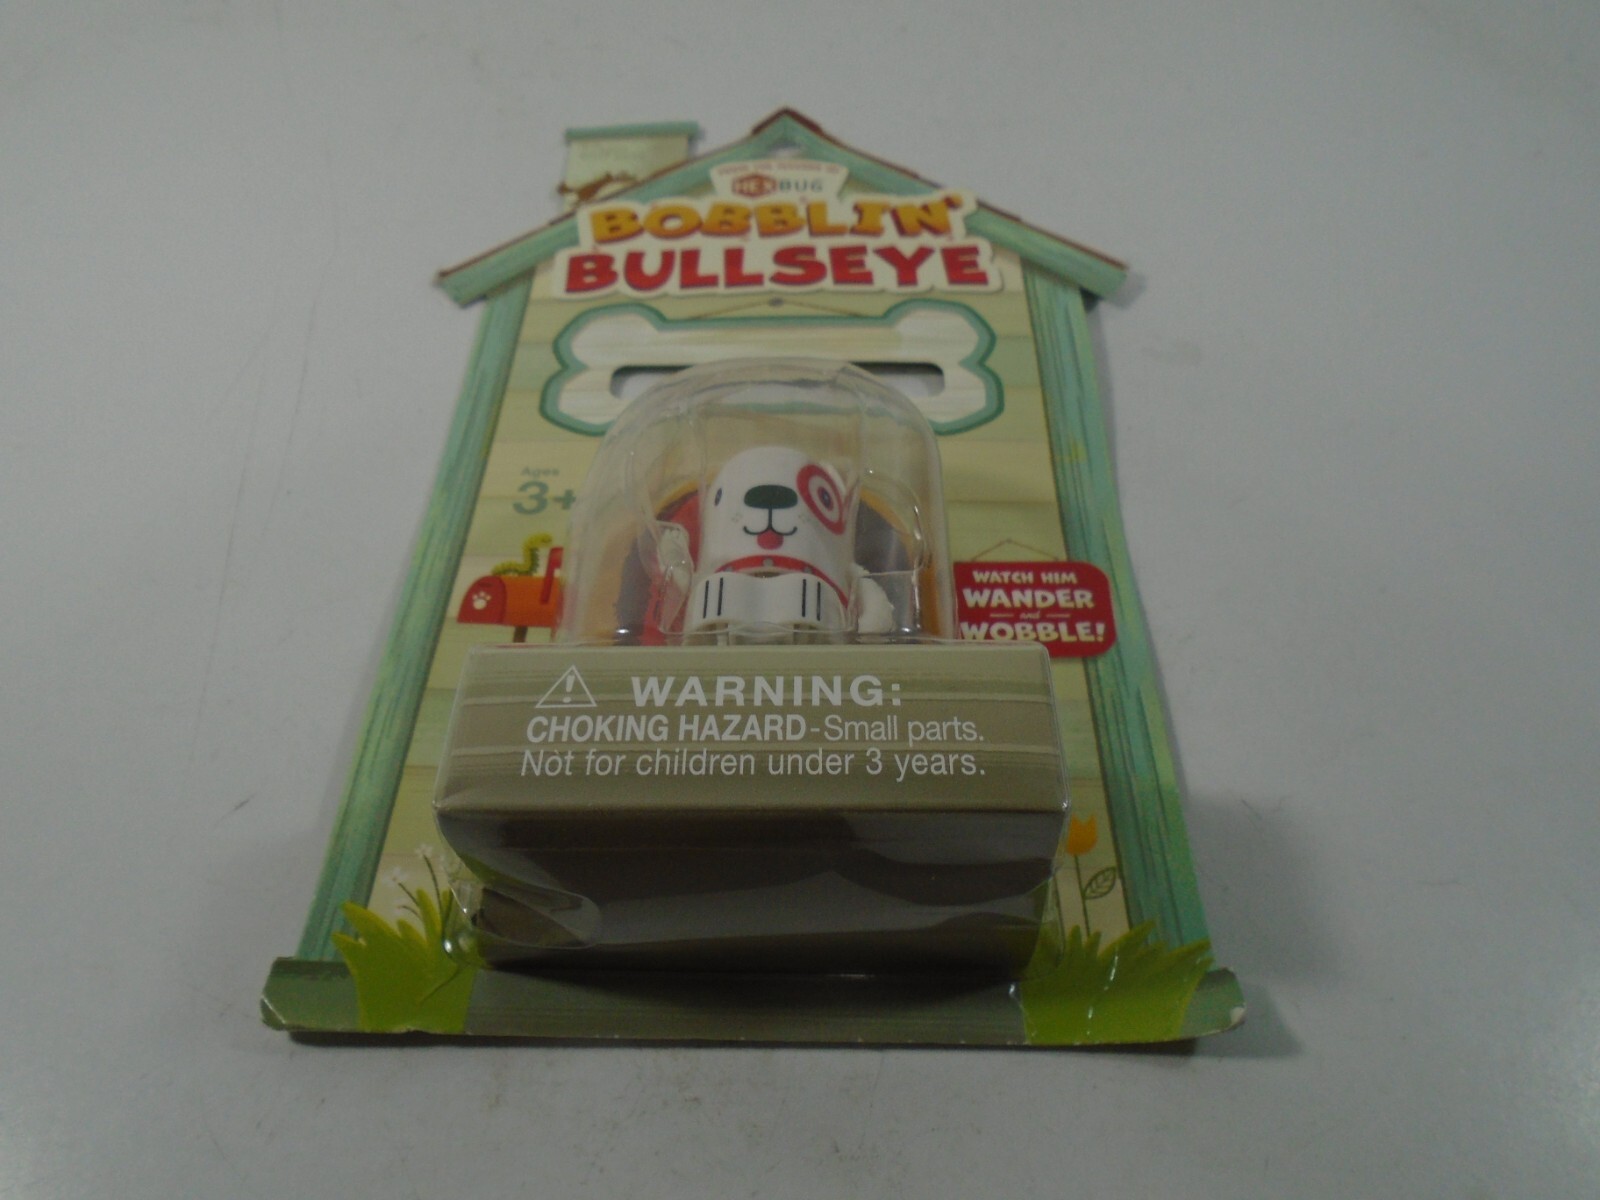 HEXBUG
BOBBLIN'
BULLSEYE
Ages
3+
WATCH HIM
WANDER
and
WOBBLE!
WARNING:
CHOKING HAZARD - Small parts.
Not for children under 3 years.